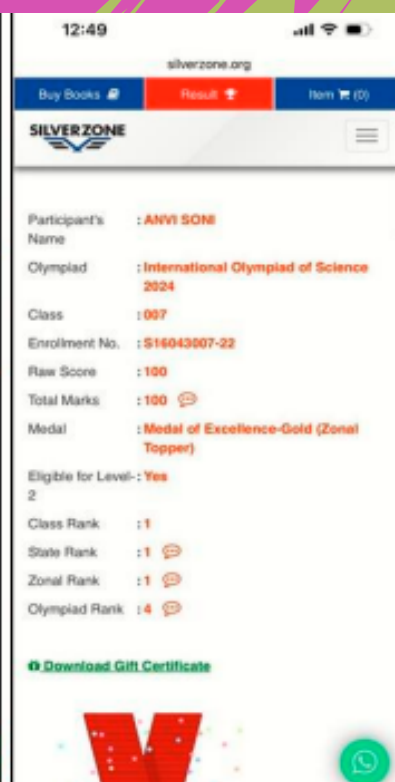 12:49
silverzone.org
Buy Books
Result
Item (0)
SILVERZONE
Participant's Name : ANVI SONI
Olympiad : International Olympiad of Science 2024
Class : 007
Enrollment No. : S16043007-22
Raw Score : 100
Total Marks : 100
Medal : Medal of Excellence-Gold (Zonal Topper)
Eligible for Level-2 : Yes
Class Rank : 1
State Rank : 1
Zonal Rank : 1
Olympiad Rank : 4
Download Gift Certificate